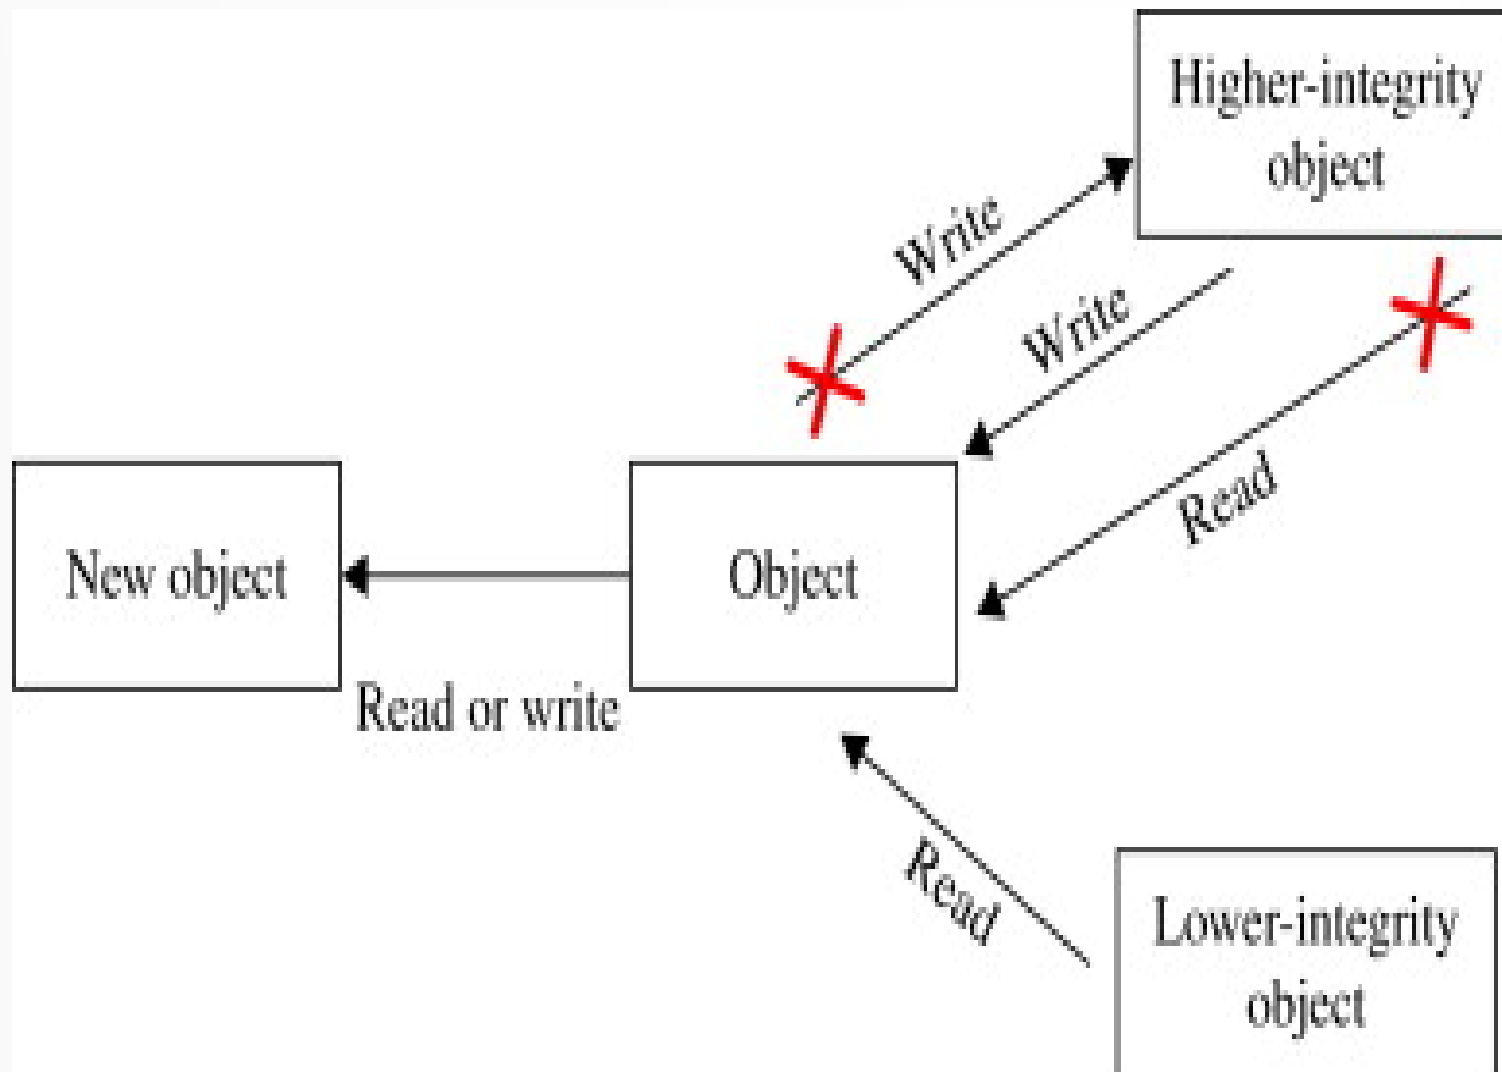 Higher-integrity
object
Write
Write
Read
New object
Object
Read or write
Read
Lower-integrity
object